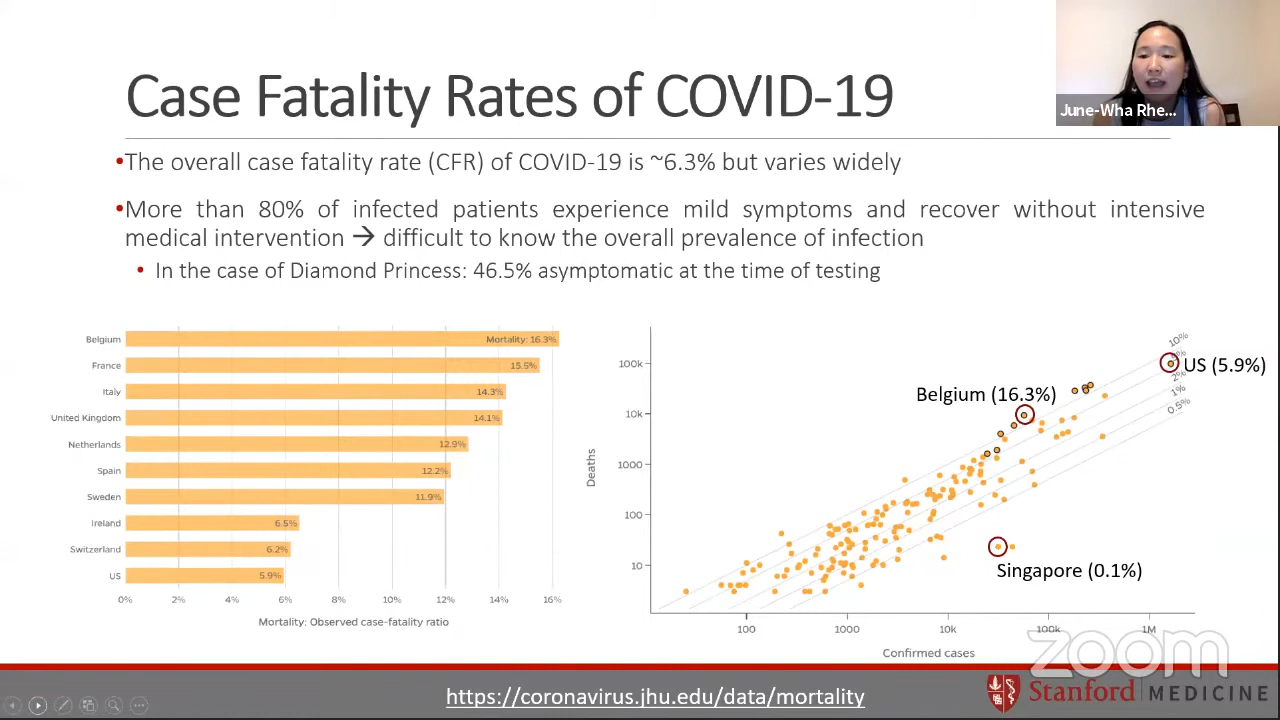 Case Fatality Rates of COVID-19
June-Wha Rhe...
•The overall case fatality rate (CFR) of COVID-19 is ~6.3% but varies widely
•More than 80% of infected patients experience mild symptoms and recover without intensive
medical intervention → difficult to know the overall prevalence of infection
• In the case of Diamond Princess: 46.5% asymptomatic at the time of testing
Belgium Mortality: 16.3%
France 15.5%
Italy 14.3%
United Kingdom 14.1%
Netherlands 12.9%
Spain 12.2%
Sweden 11.9%
Ireland 6.5%
Switzerland 6.2%
US 5.9%
0% 2% 4% 6% 8% 10% 12% 14% 16%
Mortality: Observed case-fatality ratio
Deaths
100k
10k
1000
100
10
10%
2%
1%
0.5%
US (5.9%)
Belgium (16.3%)
Singapore (0.1%)
100 1000 10k 100k 1M
Confirmed cases
zoom
https://coronavirus.jhu.edu/data/mortality
Stanford MEDICINE